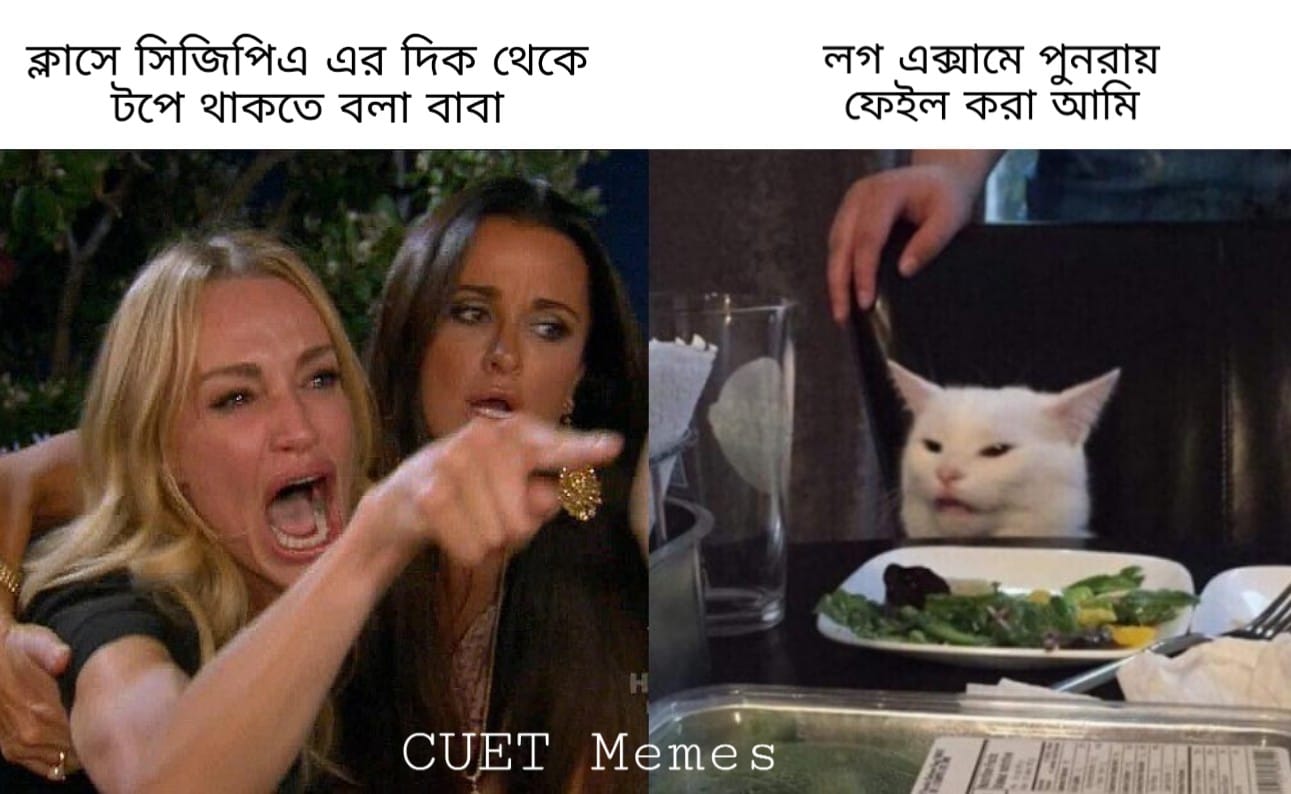 ক্লাসে সিজিপিএ এর দিক থেকে
টপে থাকতে বলা বাবা
লগ এক্সামে পুনরায়
ফেইল করা আমি
H
CUET Memes